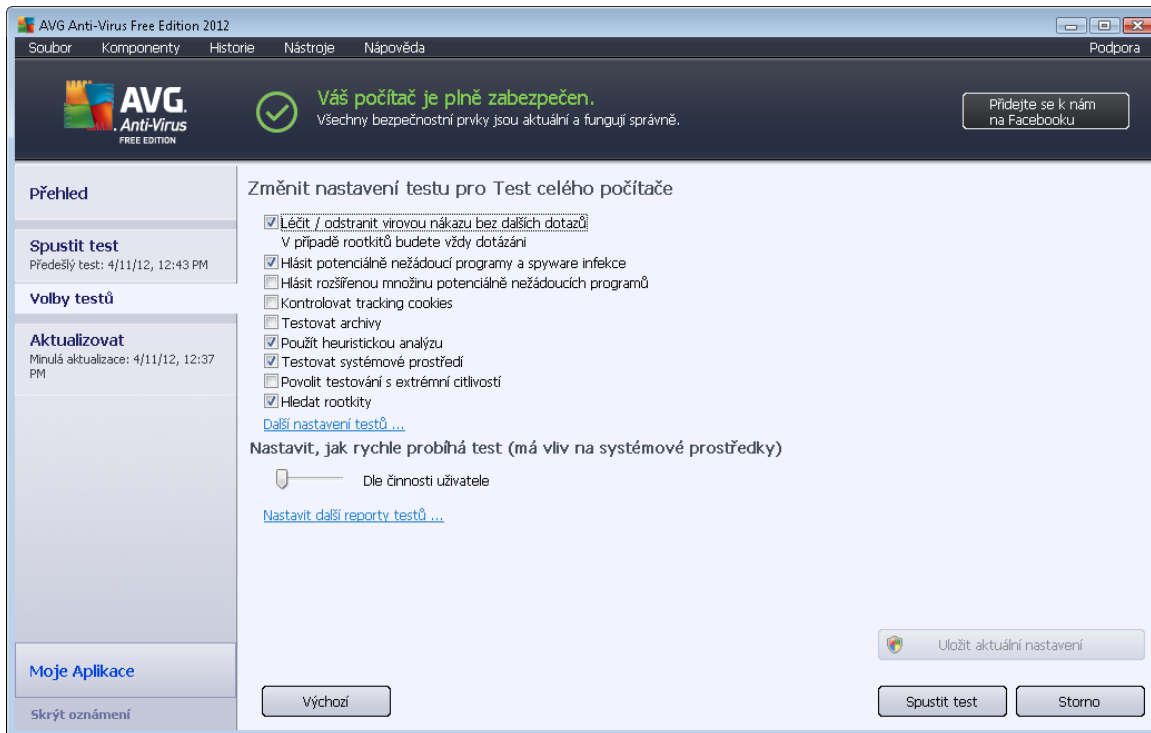 AVG Anti-Virus Free Edition 2012
Soubor Komponenty Historie Nástroje Nápověda Podpora
AVG.
Anti-Virus
FREE EDITION
Váš počítač je plně zabezpečen.
Všechny bezpečnostní prvky jsou aktuální a fungují správně.
Přidejte se k nám
na Facebooku
Přehled
Spustit test
Předešlý test: 4/11/12, 12:43 PM
Volby testů
Aktualizovat
Minulá aktualizace: 4/11/12, 12:37
PM
Moje Aplikace
Skrýt oznámení
Změnit nastavení testu pro Test celého počítače
Léčit / odstranit virovou nákazu bez dalších dotazů
V případě rootkitů budete vždy dotázáni
Hlásit potenciálně nežádoucí programy a spyware infekce
Hlásit rozšířenou množinu potenciálně nežádoucích programů
Kontrolovat tracking cookies
Testovat archivy
Použít heuristickou analýzu
Testovat systémové prostředí
Povolit testování s extrémní citlivostí
Hledat rootkity
Další nastavení testů ...
Nastavit, jak rychle probíhá test (má vliv na systémové prostředky)
Dle činnosti uživatele
Nastavit další reporty testů ...
Uložit aktuální nastavení
Výchozí
Spustit test
Storno